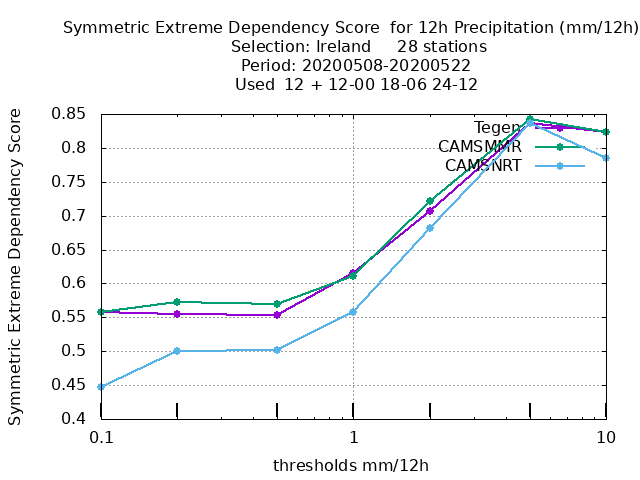 Symmetric Extreme Dependency Score  for 12h Precipitation (mm/12h)
Selection: Ireland     28 stations
Period: 20200508-20200522
Used  12 + 12-00 18-06 24-12
Symmetric Extreme Dependency Score
0.85
0.8
0.75
0.7
0.65
0.6
0.55
0.5
0.45
0.4
Tegen
CAMSMMR
CAMSNRT
0.1
1
10
thresholds mm/12h